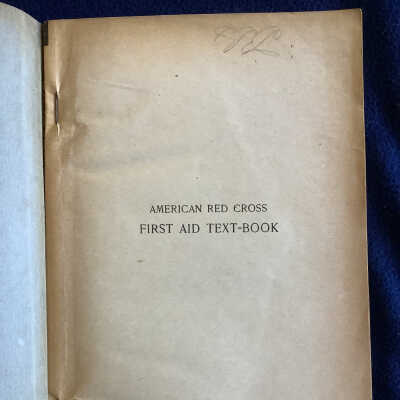 AMERICAN RED CROSS
FIRST AID TEXT-BOOK